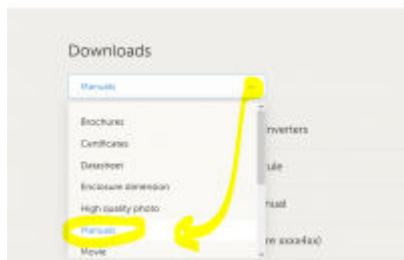 Downloads
Manuals
Brochures
Certificates
Datasheet
Enclosure dimension
High quality photo
Manuals
Movie
nverters
ule
nual